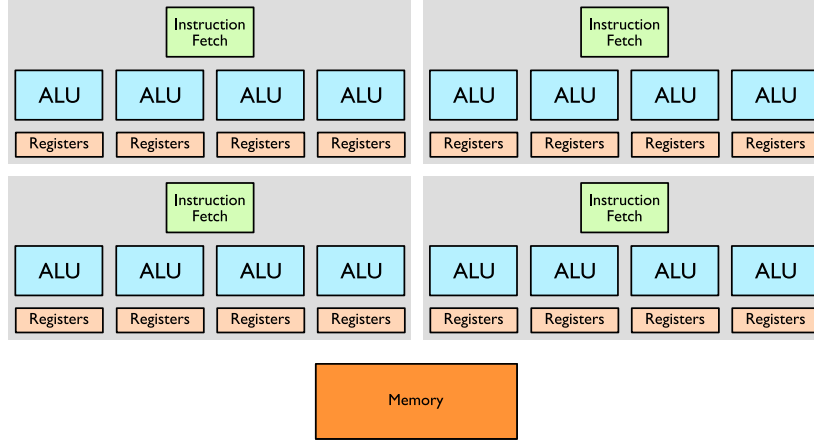 Instruction
Fetch
Instruction
Fetch
ALU ALU ALU ALU ALU ALU ALU ALU
Registers Registers Registers Registers Registers Registers Registers Registers
Instruction
Fetch
Instruction
Fetch
ALU ALU ALU ALU ALU ALU ALU ALU
Registers Registers Registers Registers Registers Registers Registers Registers
Memory